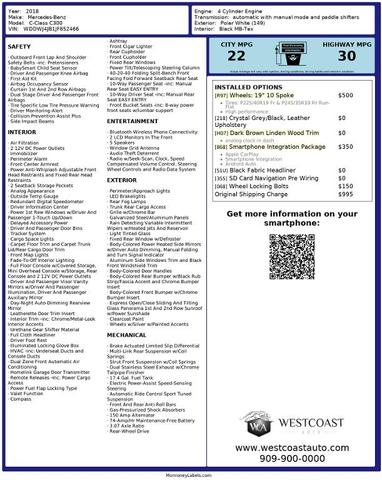 Year: 2018
Make: Mercedes-Benz
Model: C-Class C300
VIN: WDDWJ4JB1JF652466
Engine: 4 Cylinder Engine
Transmission: automatic with manual mode and paddle shifters
Exterior: Polar White (149)
Interior: Black MB-Tex
SAFETY
- Outboard Front Lap And Shoulder
Safety Belts -inc: Pretensioners
- BabySmart Child Seat Sensor
- Driver And Passenger Knee Airbag
- First Aid Kit
- Airbag Occupancy Sensor
- Curtain 1st And 2nd Row Airbags
- Dual Stage Driver And Passenger Front
Airbags
- Tire Specific Low Tire Pressure Warning
- Driver Monitoring-Alert
- Collision Prevention Assist Plus
- Side Impact Beams
INTERIOR
- Air Filtration
- 2 12V DC Power Outlets
- Immobilizer
- Perimeter Alarm
- Front Center Armrest
- Power Anti-Whiplash Adjustable Front
Head Restraints and Fixed Rear Head
Restraints
- 2 Seatback Storage Pockets
- Analog Appearance
- Outside Temp Gauge
- Redundant Digital Speedometer
- Driver Information Center
- Power 1st Row Windows w/Driver And
Passenger 1-Touch Up/Down
- Delayed Accessory Power
- Driver And Passenger Door Bins
- Tracker System
- Cargo Space Lights
- Carpet Floor Trim and Carpet Trunk
Lid/Rear Cargo Door Trim
- Front Map Lights
- Fade-To-Off Interior Lighting
- Full Floor Console w/Covered Storage,
Mini Overhead Console w/Storage, Rear
Console and 2 12V DC Power Outlets
- Driver And Passenger Visor Vanity
Mirrors w/Driver And Passenger
Illumination, Driver And Passenger
Auxiliary Mirror
- Day-Night Auto-Dimming Rearview
Mirror
- Leatherette Door Trim Insert
- Interior Trim -inc: Chrome/Metal-Look
Interior Accents
- Urethane Gear Shifter Material
- Full Cloth Headliner
- Driver Foot Rest
- Illuminated Locking Glove Box
- HVAC -inc: Underseat Ducts and
Console Ducts
- Dual Zone Front Automatic Air
Conditioning
- Homelink Garage Door Transmitter
- Remote Releases -Inc: Power Cargo
Access
- Power Fuel Flap Locking Type
- Valet Function
- Compass
Ashtray
- Front Cigar Lighter
- Rear Cupholder
- Front Cupholder
- Fixed Rear Windows
- Power Tilt/Telescoping Steering Column
- 40-20-40 Folding Split-Bench Front
Facing Fold Forward Seatback Rear Seat
- 10-Way Passenger Seat -inc: Manual
Rear Seat EASY ENTRY
- 10-Way Driver Seat -inc: Manual Rear
Seat EASY ENTRY
- Front Bucket Seats -inc: 8-way power
front seats w/lumbar support
ENTERTAINMENT
- Bluetooth Wireless Phone Connectivity
- 2 LCD Monitors In The Front
- 5 Speakers
- Window Grid Antenna
- Audio Theft Deterrent
- Radio w/Seek-Scan, Clock, Speed
Compensated Volume Control, Steering
Wheel Controls and Radio Data System
EXTERIOR
- Perimeter/Approach Lights
- LED Brakelights
- Rear Fog Lamps
- Trunk Rear Cargo Access
- Grille w/Chrome Bar
- Galvanized Steel/Aluminum Panels
- Rain Detecting Variable Intermittent
Wipers w/Heated Jets And Reservoir
- Light Tinted Glass
- Fixed Rear Window w/Defroster
- Chrome Door Handles
- Body-Colored Power Heated Side Mirrors
w/Driver Auto Dimming, Manual Folding
and Turn Signal Indicator
- Aluminum Side Windows Trim and Black
Front Windshield Trim
- Body-Colored Door Handles
- Body-Colored Rear Bumper w/Black Rub
Strip/Fascia Accent and Chrome Bumper
Insert
- Body-Colored Front Bumper w/Chrome
Bumper Insert
- Express Open/Close Sliding And Tilting
Glass Panorama 1st And 2nd Row Sunroof
w/Power Sunshade
- Clearcoat Paint
- Wheels w/Silver w/Painted Accents
MECHANICAL
- Brake Actuated Limited Slip Differential
- Multi-Link Rear Suspension w/Coil
Springs
- Strut Front Suspension w/Coil Springs
- Dual Stainless Steel Exhaust w/Chrome
Tailpipe Finisher
- 17.4 Gal. Fuel Tank
- Electric Power-Assist Speed-Sensing
Steering
- Automatic Ride Control Sport Tuned
Suspension
- Front And Rear Anti-Roll Bars
- Gas-Pressurized Shock Absorbers
- 150 Amp Alternator
- 74-Amp/Hr Maintenance-Free Battery
- 3.07 Axle Ratio
- Rear-Wheel Drive
CITY MPG
22
HIGHWAY MPG
30
INSTALLED OPTIONS
[R97] Wheels: 19" 10 Spoke $500
• Tires: P225/40R19 Fr & P245/35R19 Rr Run-
Flat
• High Performance Tires
[218] Crystal Grey/Black, Leather $0
Upholstery
[H07] Dark Brown Linden Wood Trim $0
• analog clock in dash
[B68] Smartphone Integration Package $350
• Apple CarPlay
• Smartphone Integration
• Android Auto
[51U] Black Fabric Headliner $0
[355] SD Card Navigation Pre Wiring $0
[B68] Wheel Locking Bolts $150
Original Shipping Charge $995
Get more information on your
smartphone:
WESTCOAST
AUTO
www.westcoastauto.com
909-900-0000
MonroneyLabels.com